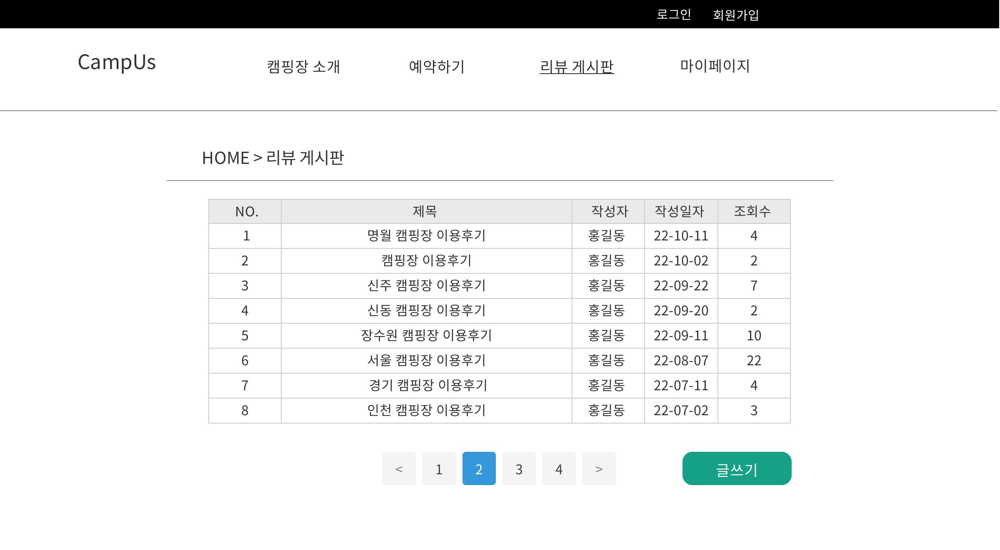 로그인 회원가입
CampUs 캠핑장 소개 예약하기 리뷰 게시판 마이페이지
HOME > 리뷰 게시판
NO. 제목 작성자 작성일자 조회수
1 명월 캠핑장 이용후기 홍길동 22-10-11 4
2 캠핑장 이용후기 홍길동 22-10-02 2
3 신주 캠핑장 이용후기 홍길동 22-09-22 7
4 신동 캠핑장 이용후기 홍길동 22-09-20 2
5 장수원 캠핑장 이용후기 홍길동 22-09-11 10
6 서울 캠핑장 이용후기 홍길동 22-08-07 22
7 경기 캠핑장 이용후기 홍길동 22-07-11 4
8 인천 캠핑장 이용후기 홍길동 22-07-02 3
< 1 2 3 4 > 글쓰기